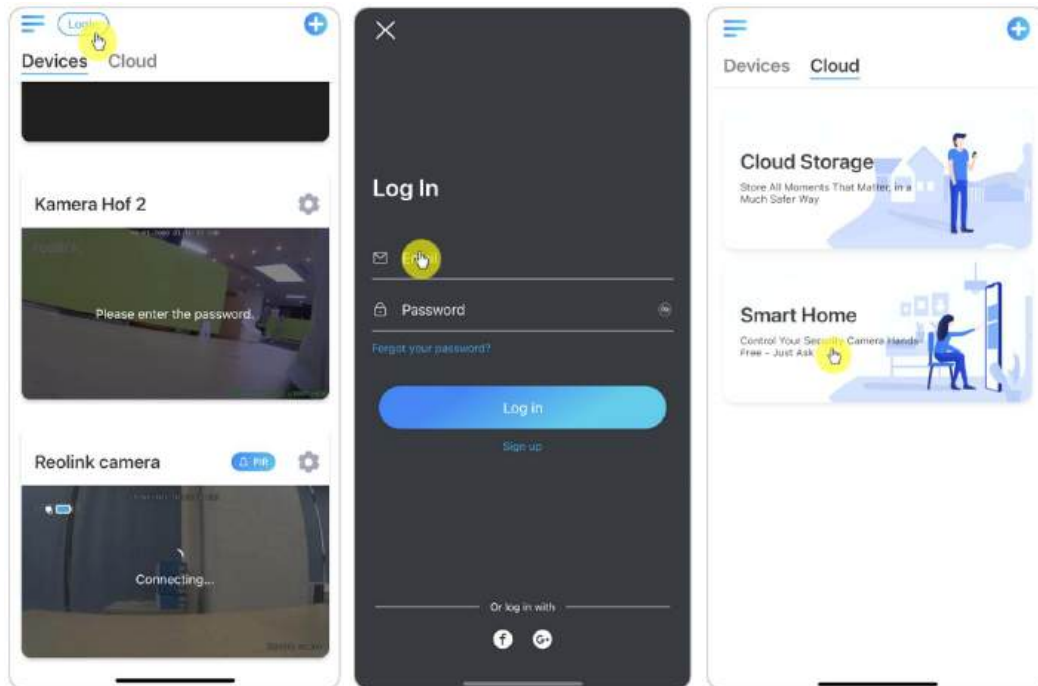 Devices Cloud
Kamera Hof 2
Please enter the password.
Reolink camera
PIR
Connecting...
Log In
Password
Forgot your password?
Log in
Sign up
Or log in with
Devices Cloud
Cloud Storage
Store All Moments That Matter, in a
Much Safer Way
Smart Home
Control Your Security Camera Hands-
Free - Just Ask